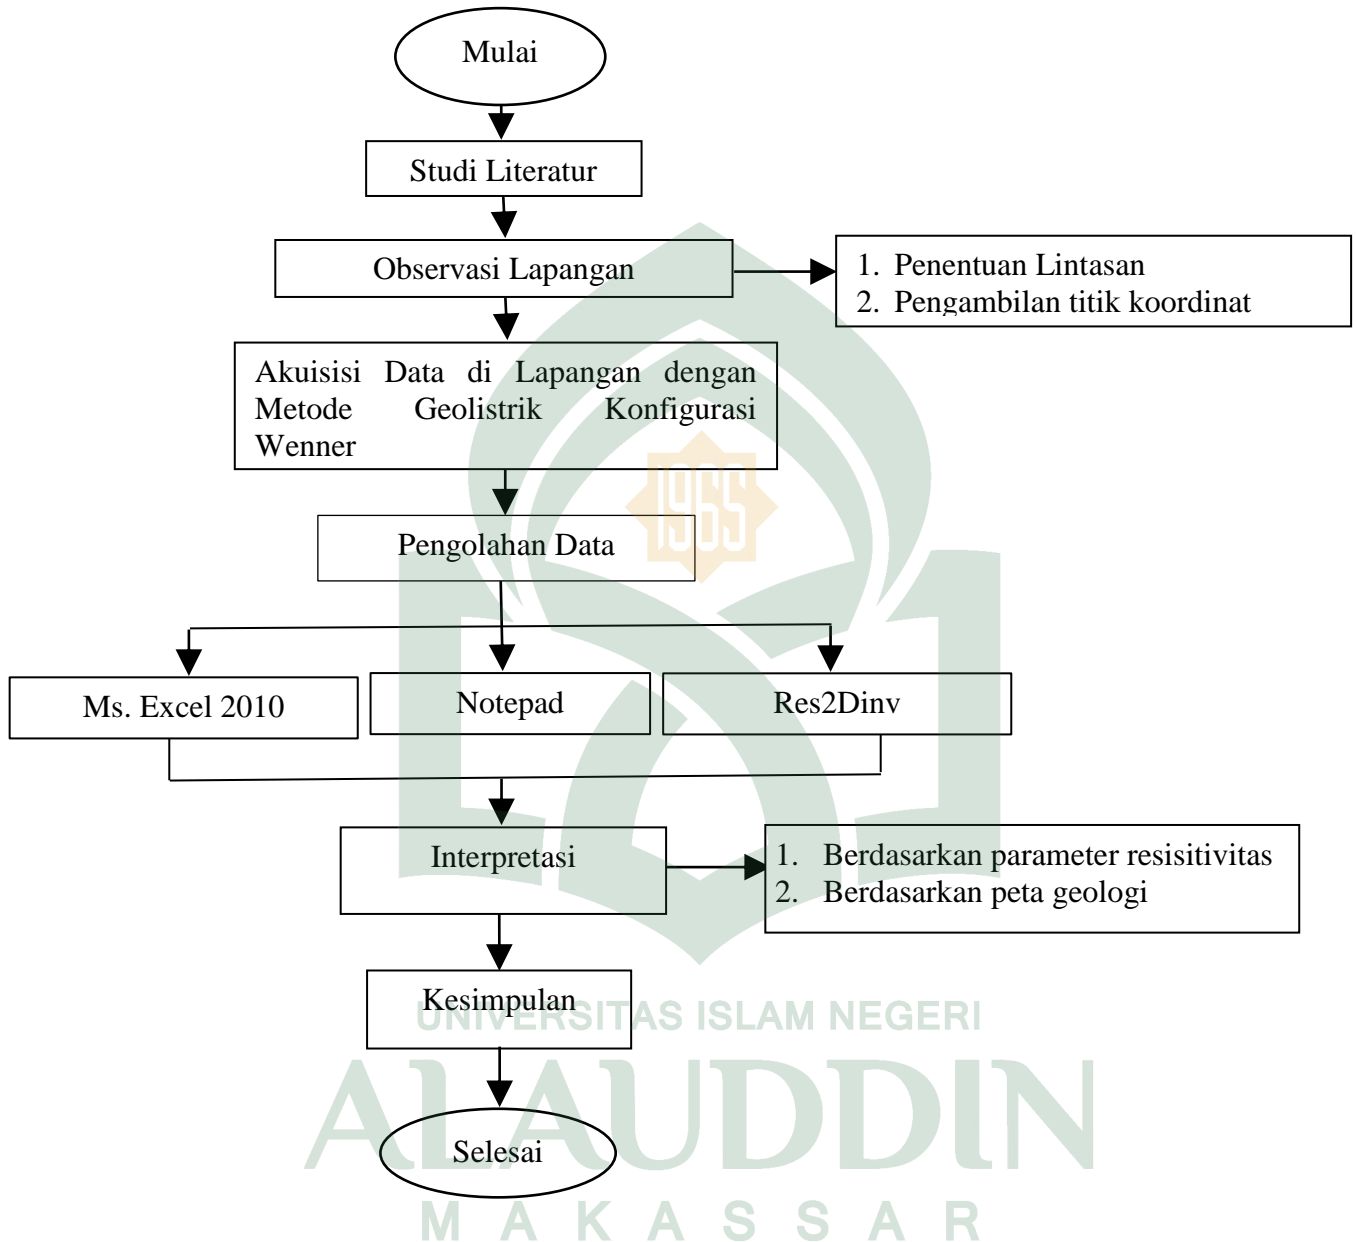 Mulai
Studi Literatur
Observasi Lapangan
1. Penentuan Lintasan
2. Pengambilan titik koordinat
Akuisisi Data di Lapangan dengan
Metode Geolistrik Konfigurasi
Wenner
1965
Pengolahan Data
Ms. Excel 2010
Notepad
Res2Dinv
Interpretasi
1. Berdasarkan parameter resisitivitas
2. Berdasarkan peta geologi
Kesimpulan
UNIVERSITAS ISLAM NEGERI
ALAUDDIN
Selesai
MAKASSAR